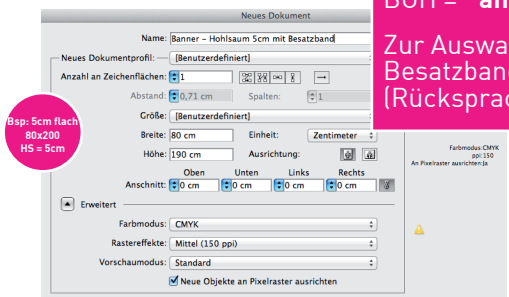 Neues Dokument
Name: Banner – Hohlsaum 5cm mit Besatzband
Neues Dokumentprofil: [Benutzerdefiniert]
Anzahl an Zeichenflächen: 1
Abstand: 0,71 cm Spalten: 1
Größe: [Benutzerdefiniert]
Breite: 80 cm Einheit: Zentimeter
Höhe: 190 cm Ausrichtung:
Oben Unten Links Rechts
Anschnitt: 0 cm 0 cm 0 cm 0 cm
Erweitert
Farbmodus: CMYK
Rastereffekte: Mittel (150 ppi)
Vorschaumodus: Standard
Neue Objekte an Pixelraster ausrichten
Bsp: 5cm flach
80x200
HS = 5cm
Zur Auswa
Besatzband
(Rücksprac
Farbmodus:CMYK
ppi:150
An Pixelraster ausrichten:Ja